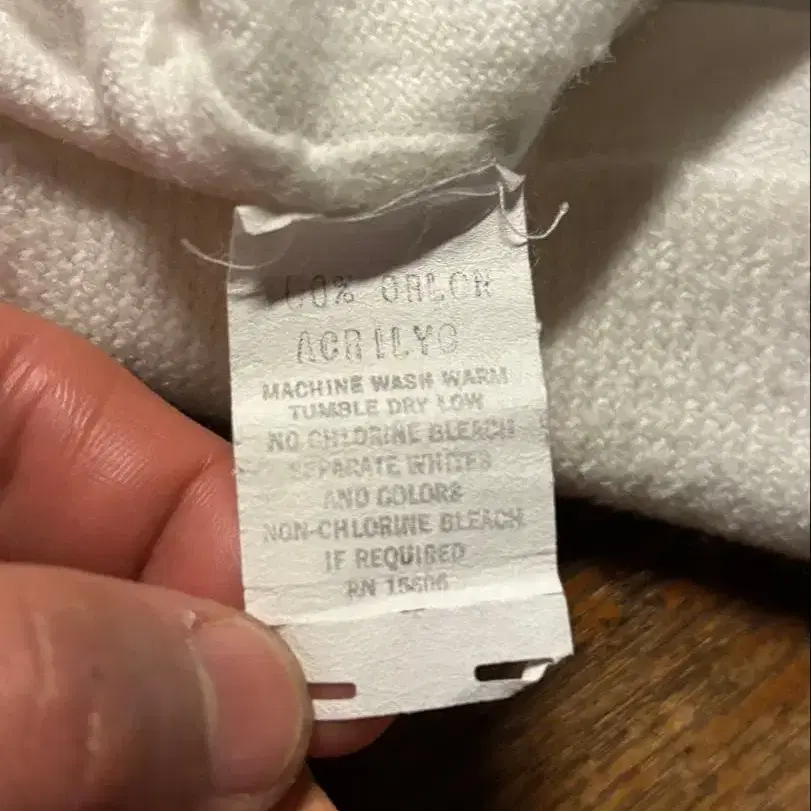 ORLON
ACRILYC
MACHINE WASH WARM
TUMBLE DRY LOW
NO CHLORINE BLEACH
SEPARATE WHITES
AND COLORS
NON-CHLORINE BLEACH
IF REQUIRED
RN